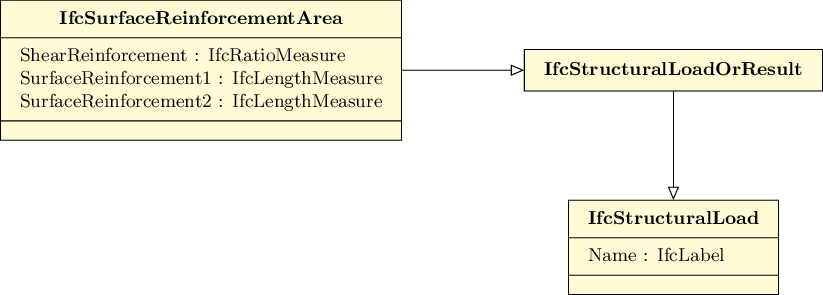 IfcSurfaceReinforcementArea
ShearReinforcement : IfcRatioMeasure
SurfaceReinforcement1 : IfcLengthMeasure
SurfaceReinforcement2 : IfcLengthMeasure
IfcStructuralLoadOrResult
IfcStructuralLoad
Name : IfcLabel